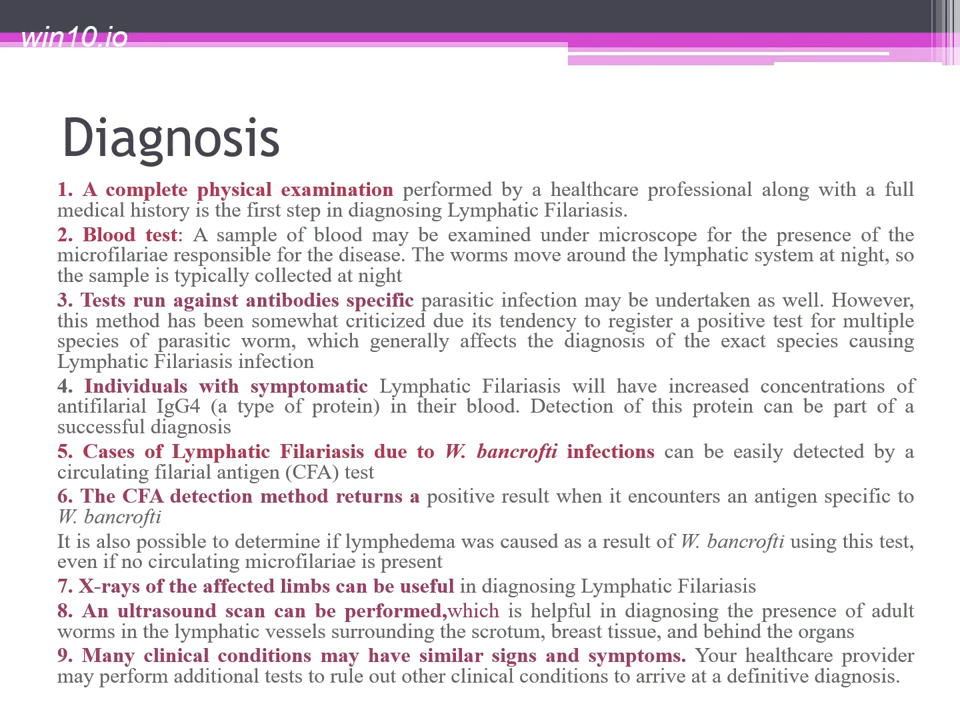 win10.io
Diagnosis
1. A complete physical examination performed by a healthcare professional along with a full
medical history is the first step in diagnosing Lymphatic Filariasis.
2. Blood test: A sample of blood may be examined under microscope for the presence of the
microfilariae responsible for the disease. The worms move around the lymphatic system at night, so
the sample is typically collected at night
3. Tests run against antibodies specific parasitic infection may be undertaken as well. However,
this method has been somewhat criticized due its tendency to register a positive test for multiple
species of parasitic worm, which generally affects the diagnosis of the exact species causing
Lymphatic Filariasis infection
4. Individuals with symptomatic Lymphatic Filariasis will have increased concentrations of
antifilarial IgG4 (a type of protein) in their blood. Detection of this protein can be part of a
successful diagnosis
5. Cases of Lymphatic Filariasis due to W. bancrofti infections can be easily detected by a
circulating filarial antigen (CFA) test
6. The CFA detection method returns a positive result when it encounters an antigen specific to
W. bancrofti
It is also possible to determine if lymphedema was caused as a result of W. bancrofti using this test,
even if no circulating microfilariae is present
7. X-rays of the affected limbs can be useful in diagnosing Lymphatic Filariasis
8. An ultrasound scan can be performed,which is helpful in diagnosing the presence of adult
worms in the lymphatic vessels surrounding the scrotum, breast tissue, and behind the organs
9. Many clinical conditions may have similar signs and symptoms. Your healthcare provider
may perform additional tests to rule out other clinical conditions to arrive at a definitive diagnosis.